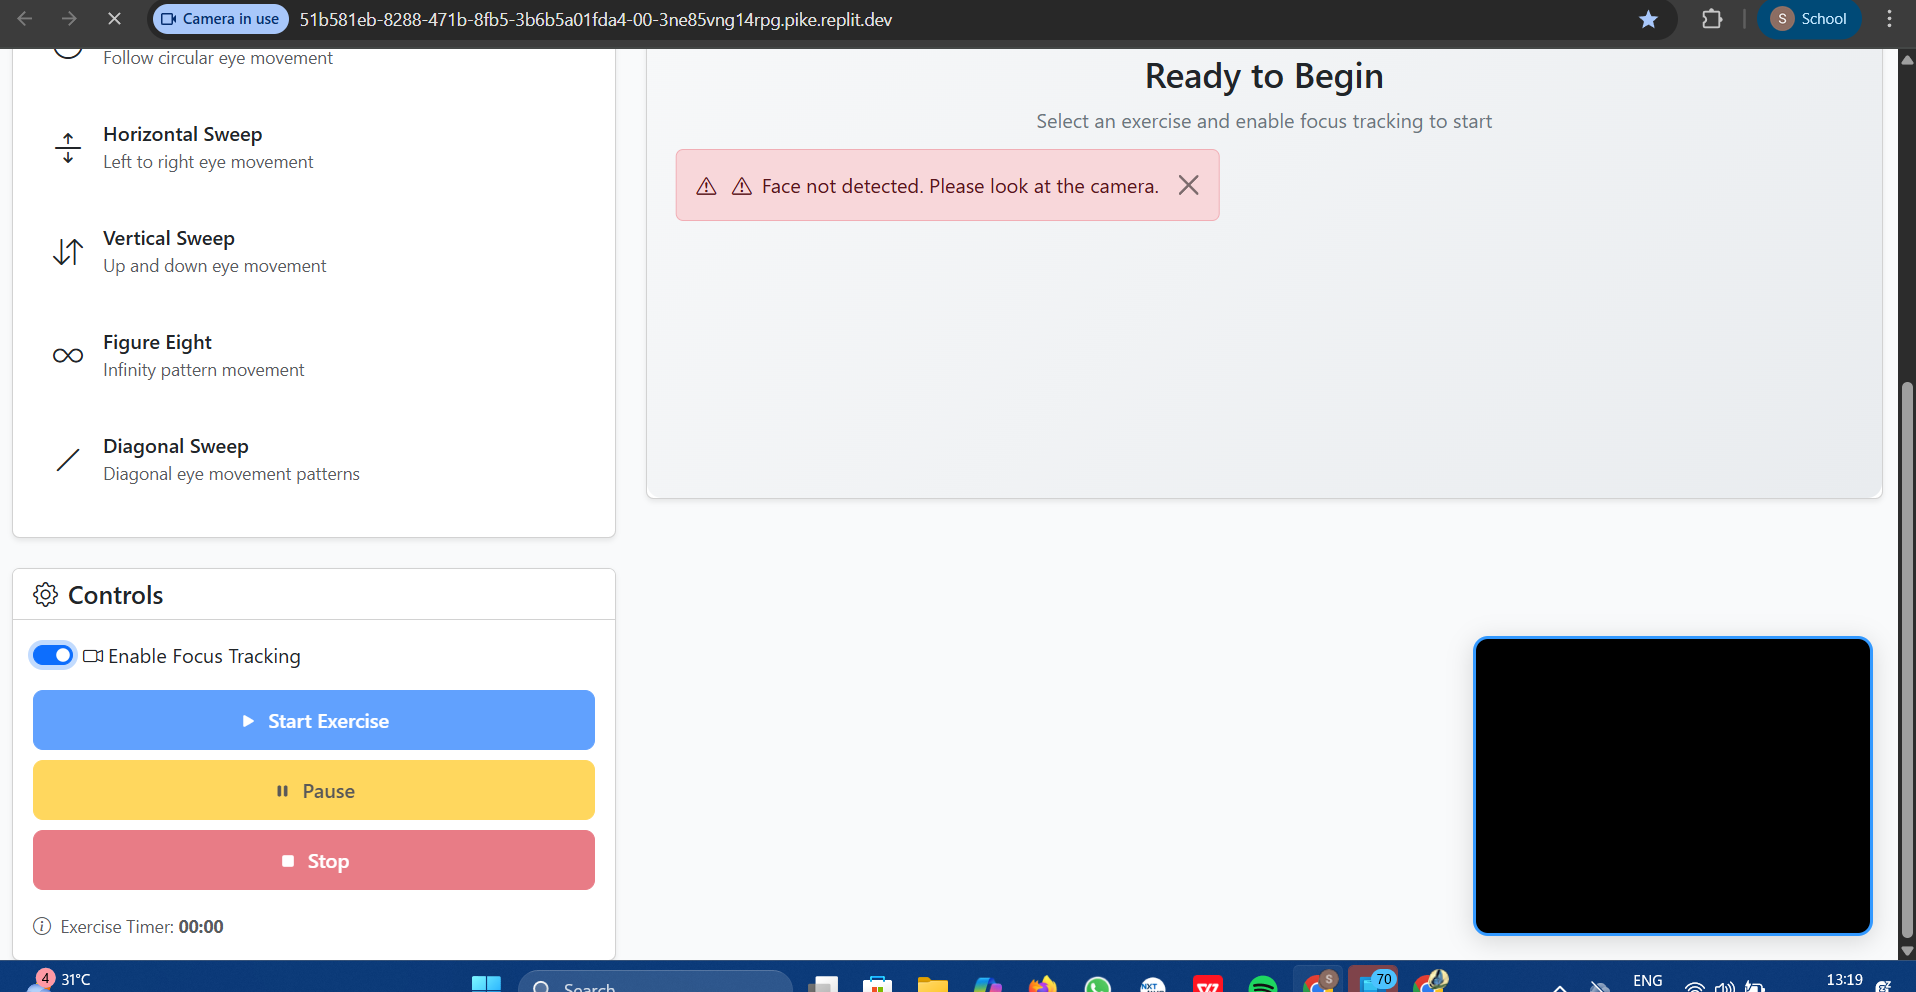 Camera in use
51b581eb-8288-471b-8fb5-3b6b5a01fda4-00-3ne85vng14rpg.pike.replit.dev
S School
Follow circular eye movement
Horizontal Sweep
Left to right eye movement
Vertical Sweep
Up and down eye movement
Figure Eight
Infinity pattern movement
Diagonal Sweep
Diagonal eye movement patterns
Controls
Enable Focus Tracking
Start Exercise
Pause
Stop
Exercise Timer: 00:00
Ready to Begin
Select an exercise and enable focus tracking to start
Face not detected. Please look at the camera.
4 31°C
Search
NXT
S
70
ENG
13:19